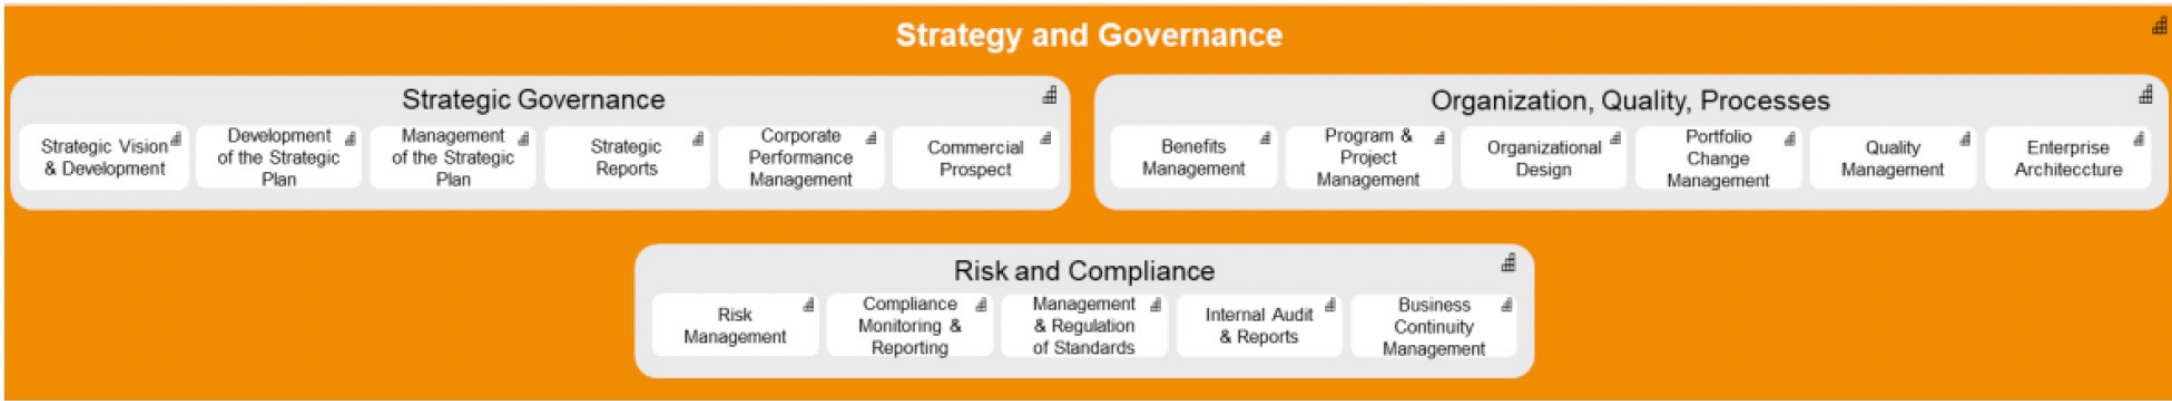 Strategy and Governance
Strategic Governance
Strategic Vision
& Development
Development
of the Strategic
Plan
Management
of the Strategic
Plan
Strategic
Reports
Corporate
Performance
Management
Commercial
Prospect
Organization, Quality, Processes
Benefits
Management
Program &
Project
Management
Organizational
Design
Portfolio
Change
Management
Quality
Management
Enterprise
Architeccture
Risk and Compliance
Risk
Management
Compliance
Monitoring &
Reporting
Management
& Regulation
of Standards
Internal Audit
& Reports
Business
Continuity
Management